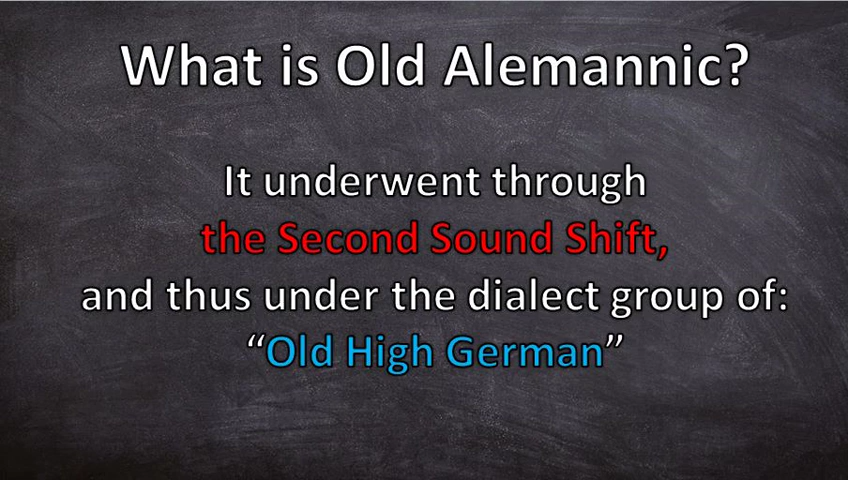 What is Old Alemannic?
It underwent through
the Second Sound Shift,
and thus under the dialect group of:
“Old High German”